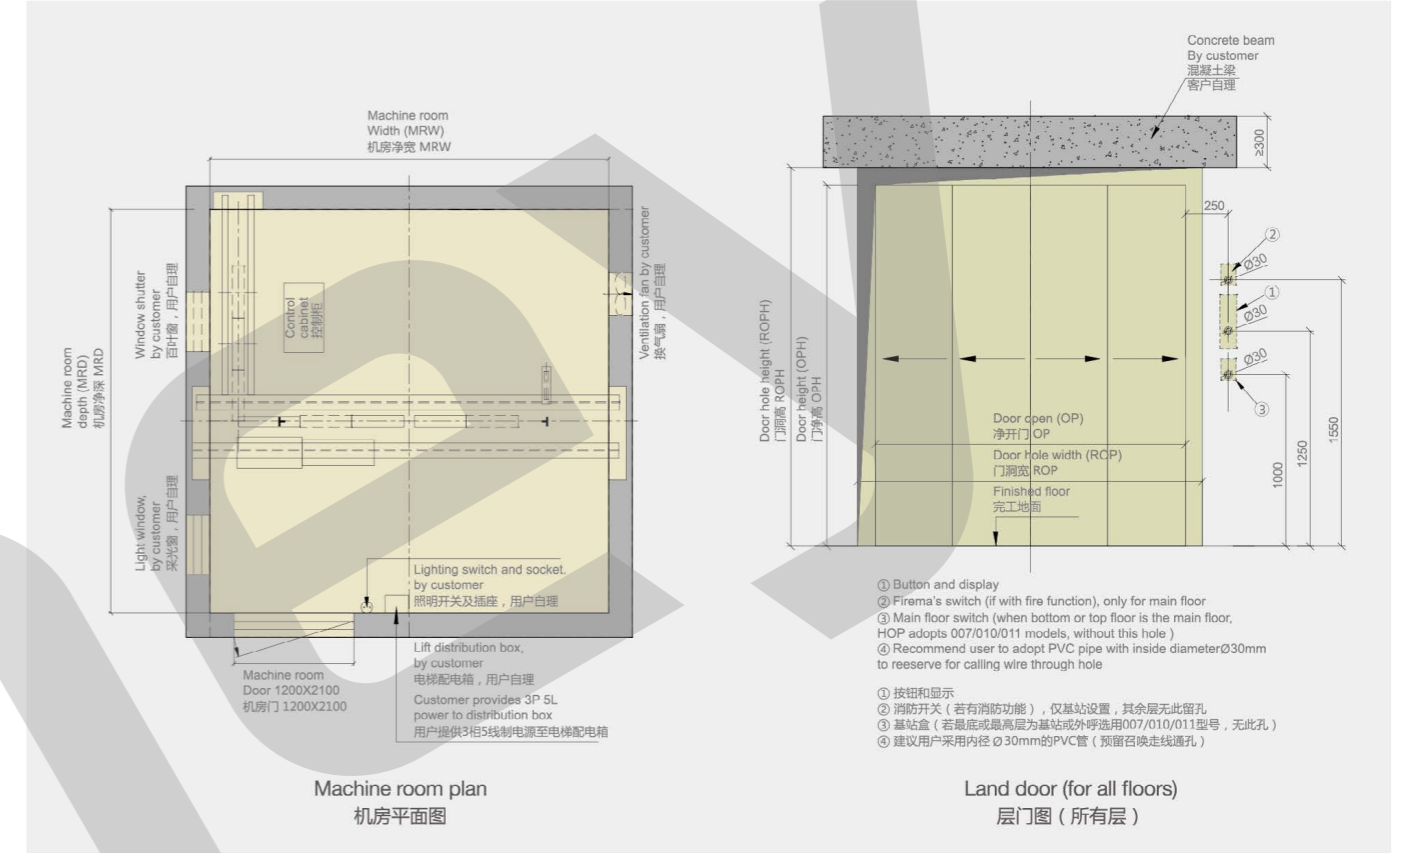 Machine room
Width (MRW)
机房净宽 MRW
Machine room
depth (MRD)
机房净深 MRD
Window shutter
by customer
百叶窗，用户自理
Light window,
by customer
采光窗，用户自理
Control
cabinet
控制柜
Ventilation fan by customer
换气扇，用户自理
Lighting switch and socket.
by customer
照明开关及插座，用户自理
Lift distribution box,
by customer
电梯配电箱，用户自理
Customer provides 3P 5L
power to distribution box
用户提供3相5线制电源至电梯配电箱
Machine room
Door 1200X2100
机房门 1200X2100
Machine room plan
机房平面图
Concrete beam
By customer
混凝土梁
客户自理
≥300
250
②
Ø30
①
Ø30
Ø30
③
1000
1250
1550
Door hole height (ROPH)
门洞高 ROPH
Door height (OPH)
门净高 OPH
Door open (OP)
净开门 OP
Door hole width (ROP)
门洞宽 ROP
Finished floor
完工地面
① Button and display
② Firema's switch (if with fire function), only for main floor
③ Main floor switch (when bottom or top floor is the main floor,
HOP adopts 007/010/011 models, without this hole )
④ Recommend user to adopt PVC pipe with inside diameterØ30mm
to reeserve for calling wire through hole
① 按钮和显示
② 消防开关（若有消防功能），仅基站设置，其余层无此留孔
③ 基站盒（若最底或最高层为基站或外呼选用007/010/011型号，无此孔）
④ 建议用户采用内径 Ø 30mm的PVC管（预留召唤走线通孔）
Land door (for all floors)
层门图（所有层）